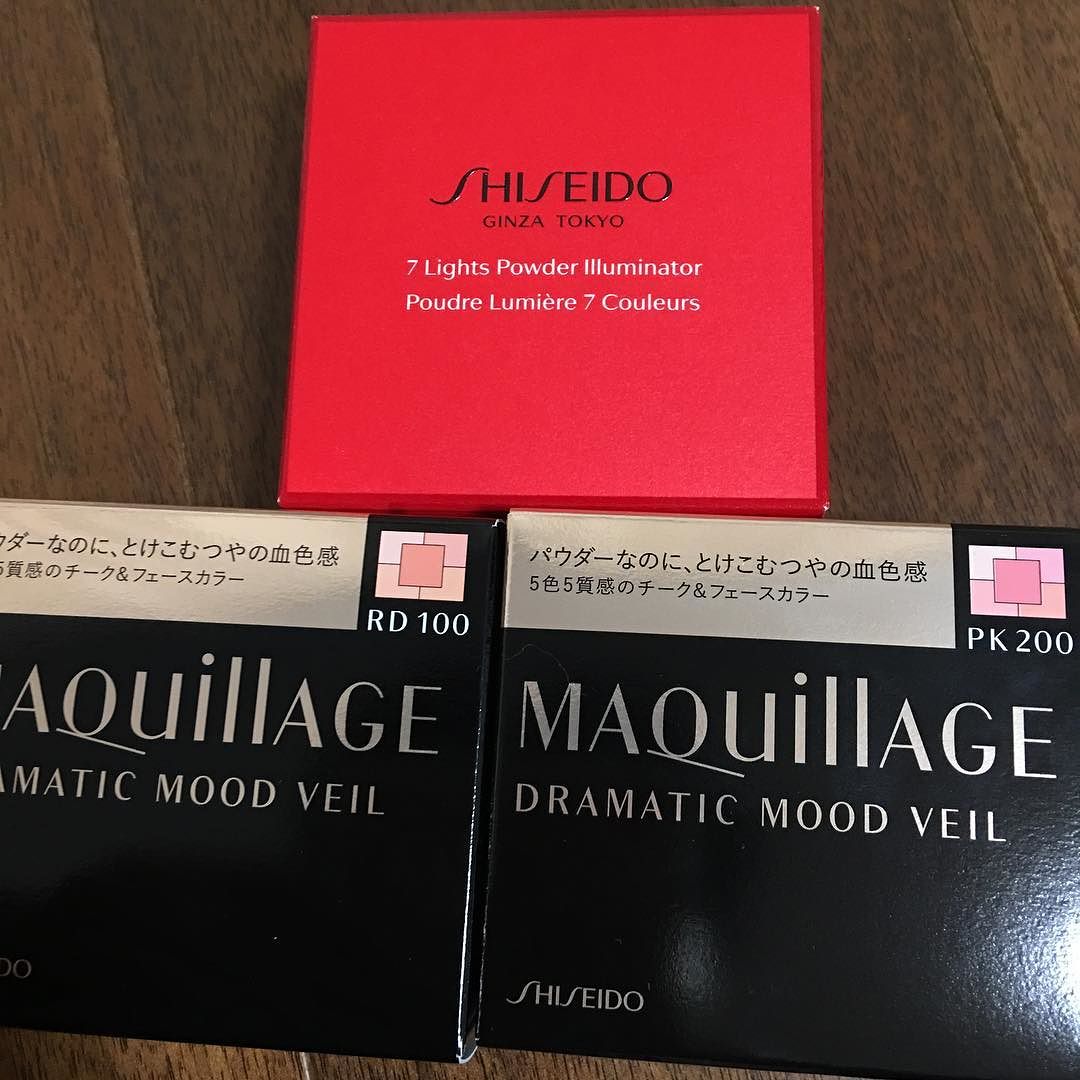 SHISEIDO
GINZA TOKYO
7 Lights Powder Illuminator
Poudre Lumière 7 Couleurs
ウダーなのに、とけこむつやの血色感
5質感のチーク&フェースカラー
RD 100
AQuillAGE
AMATIC MOOD VEIL
DO
パウダーなのに、とけこむつやの血色感
5色5質感のチーク&フェースカラー
PK 200
MAQuillAGE
DRAMATIC MOOD VEIL
SHISEIDO